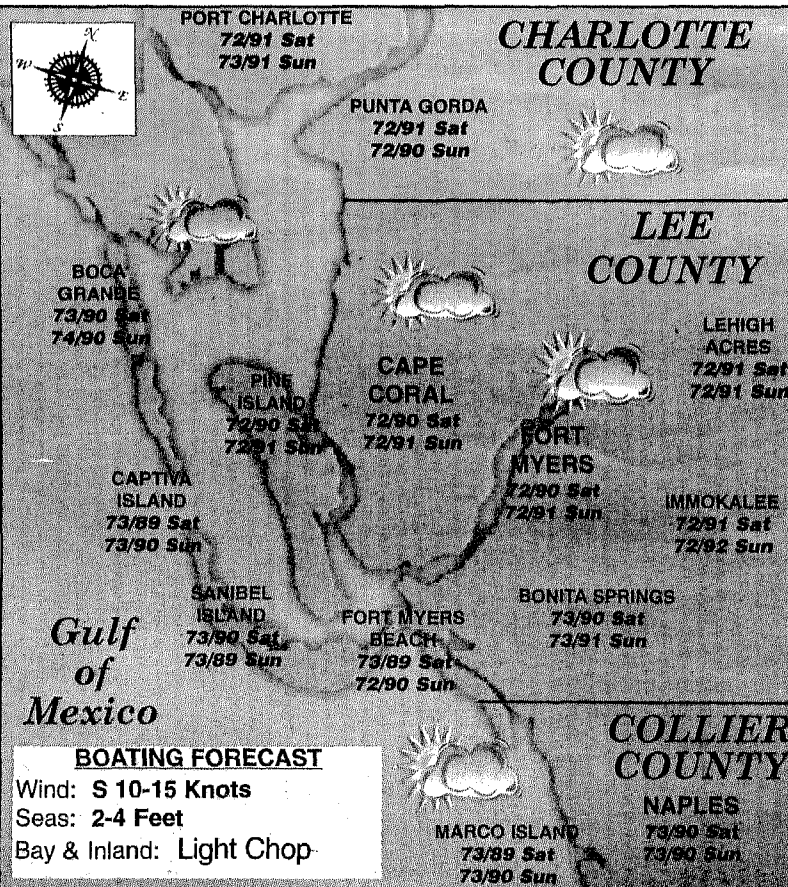 N
W
E
S
PORT CHARLOTTE
72/91 Sat
73/91 Sun
CHARLOTTE
COUNTY
PUNTA GORDA
72/91 Sat
72/90 Sun
LEE
COUNTY
BOCA
GRANDE
73/90 Sat
74/90 Sun
LEHIGH
ACRES
72/91 Sat
72/91 Sun
PINE
ISLAND
72/90 Sat
72/91 Sun
CAPE
CORAL
72/90 Sat
72/91 Sun
FORT
MYERS
72/90 Sat
72/91 Sun
CAPTIVA
ISLAND
73/89 Sat
73/90 Sun
IMMOKALEE
72/91 Sat
72/92 Sun
SANIBEL
ISLAND
73/90 Sat
73/89 Sun
FORT MYERS
BEACH
73/89 Sat
72/90 Sun
BONITA SPRINGS
73/90 Sat
73/91 Sun
Gulf
of
Mexico
COLLIER
COUNTY
NAPLES
73/90 Sat
73/90 Sun
MARCO ISLAND
73/89 Sat
73/90 Sun
BOATING FORECAST
Wind: S 10-15 Knots
Seas: 2-4 Feet
Bay & Inland: Light Chop